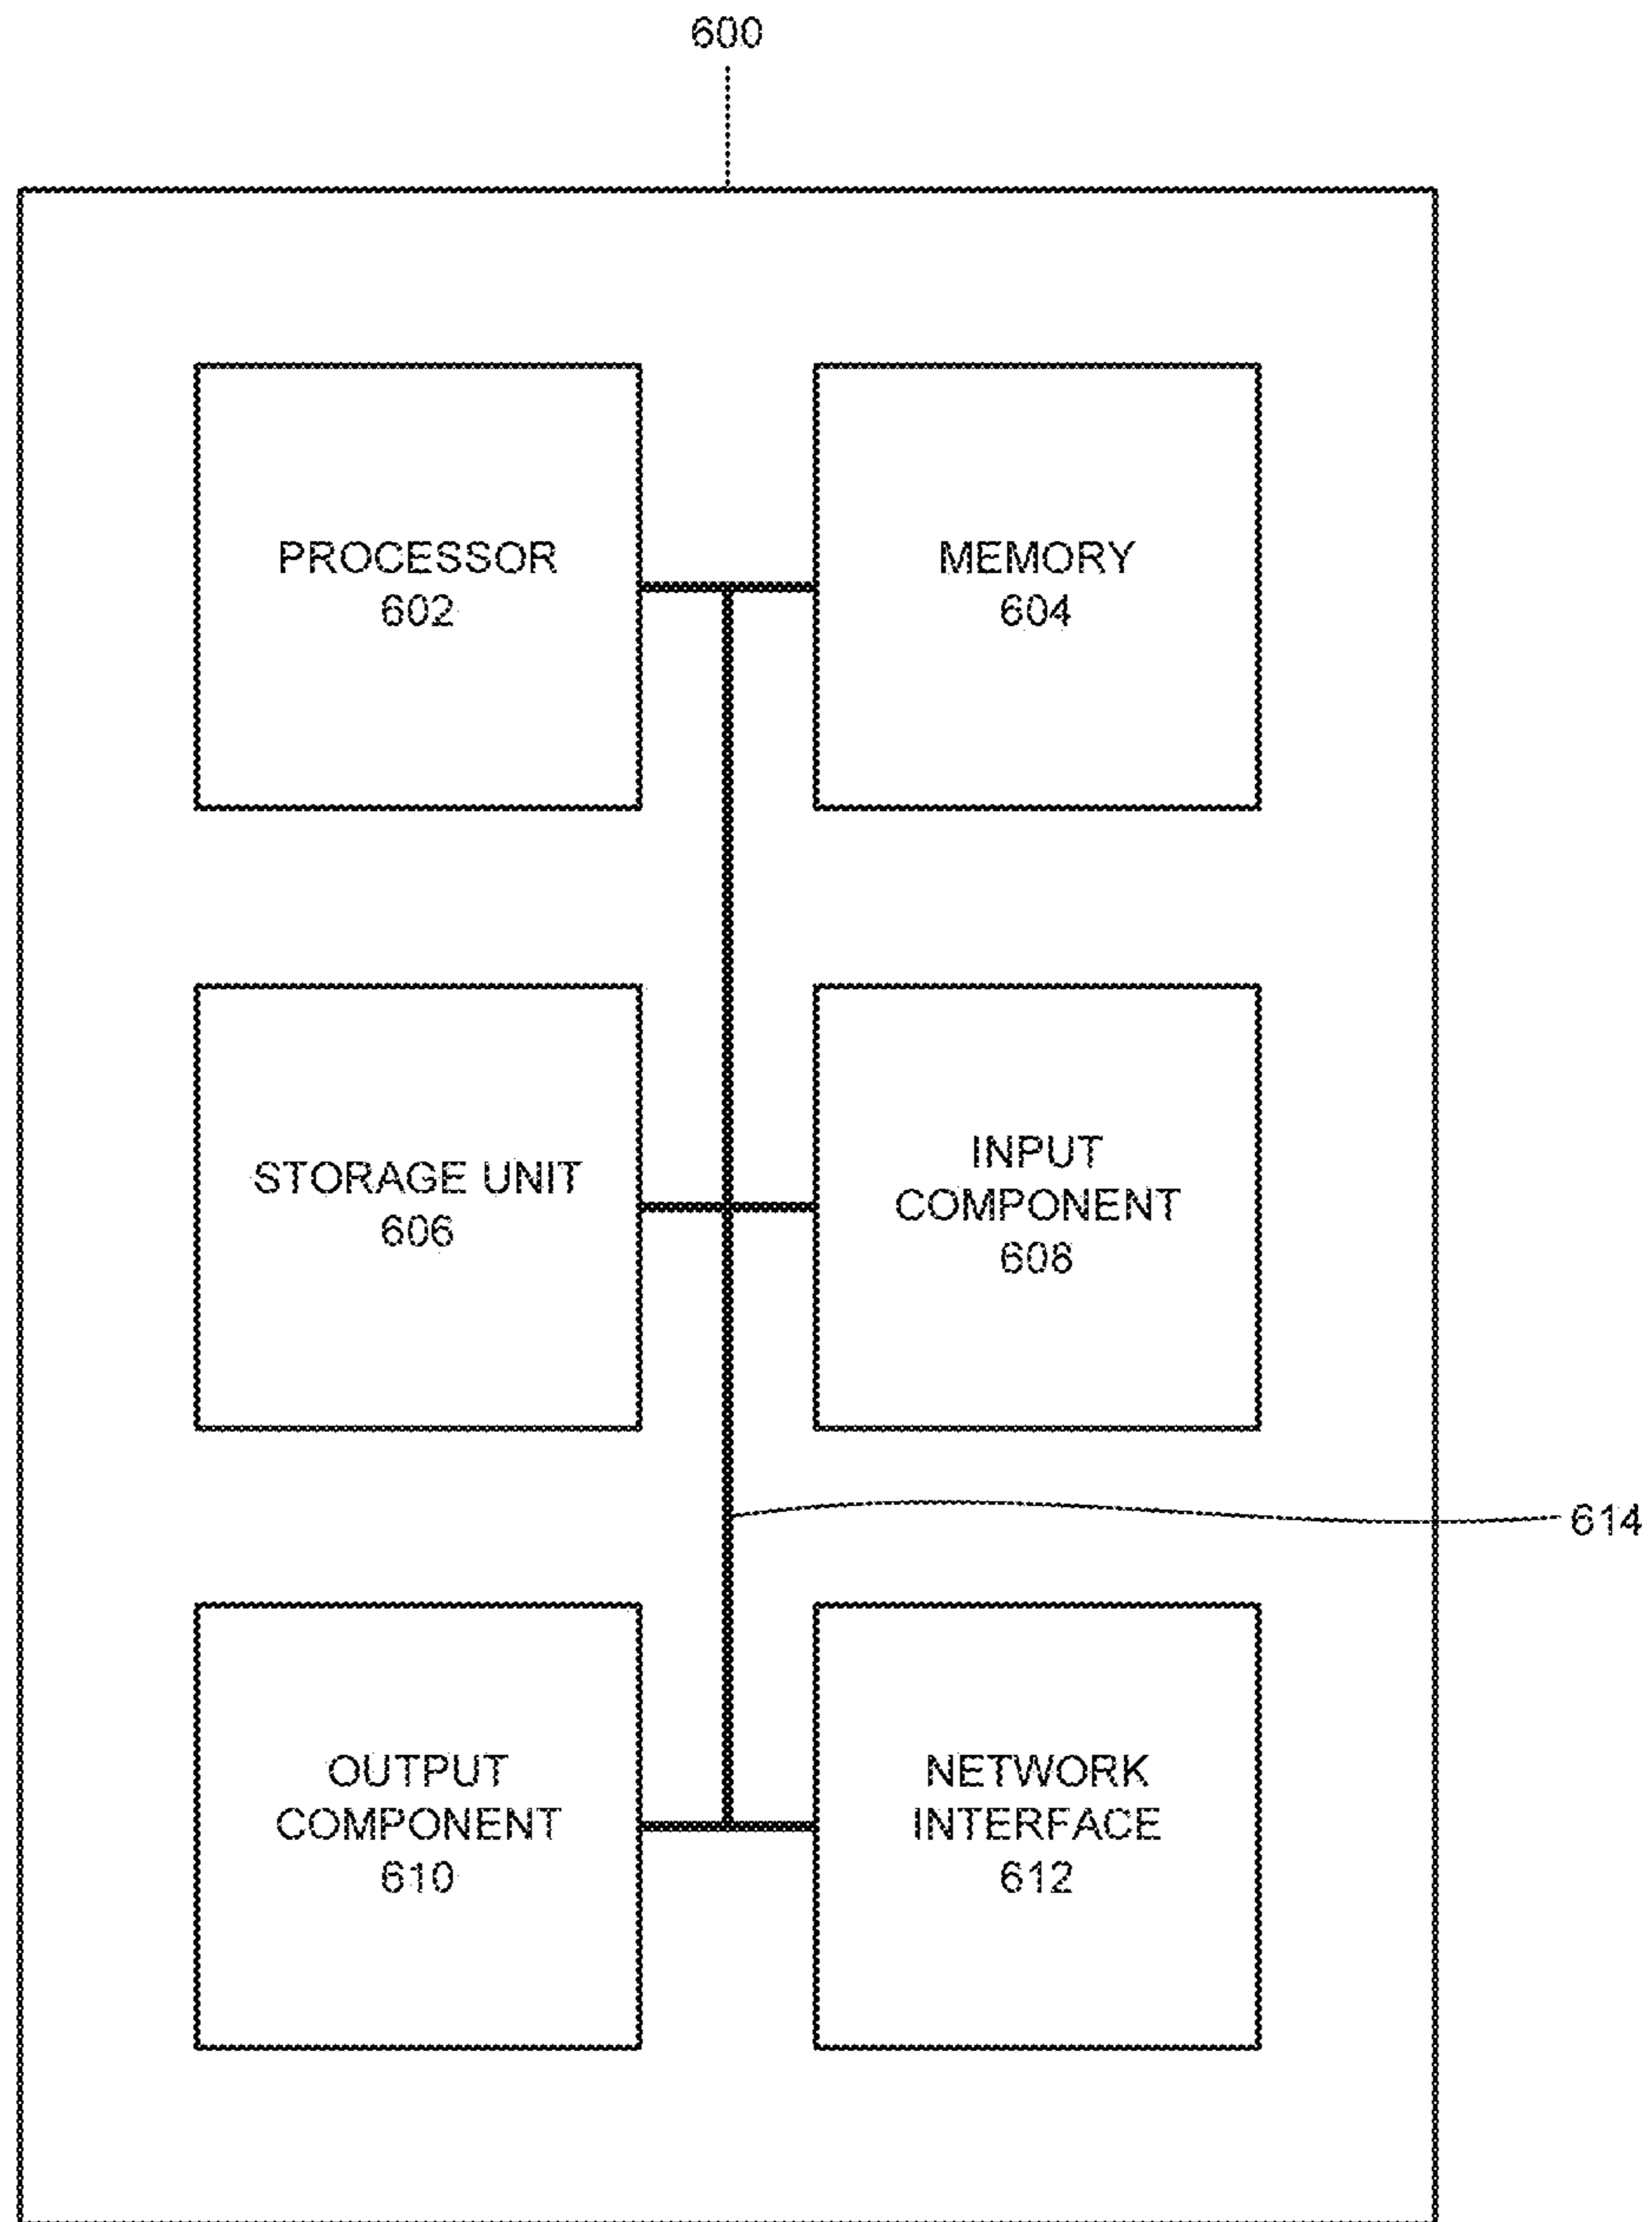 600
PROCESSOR
602
MEMORY
604
STORAGE UNIT
606
INPUT
COMPONENT
608
614
OUTPUT
COMPONENT
610
NETWORK
INTERFACE
612